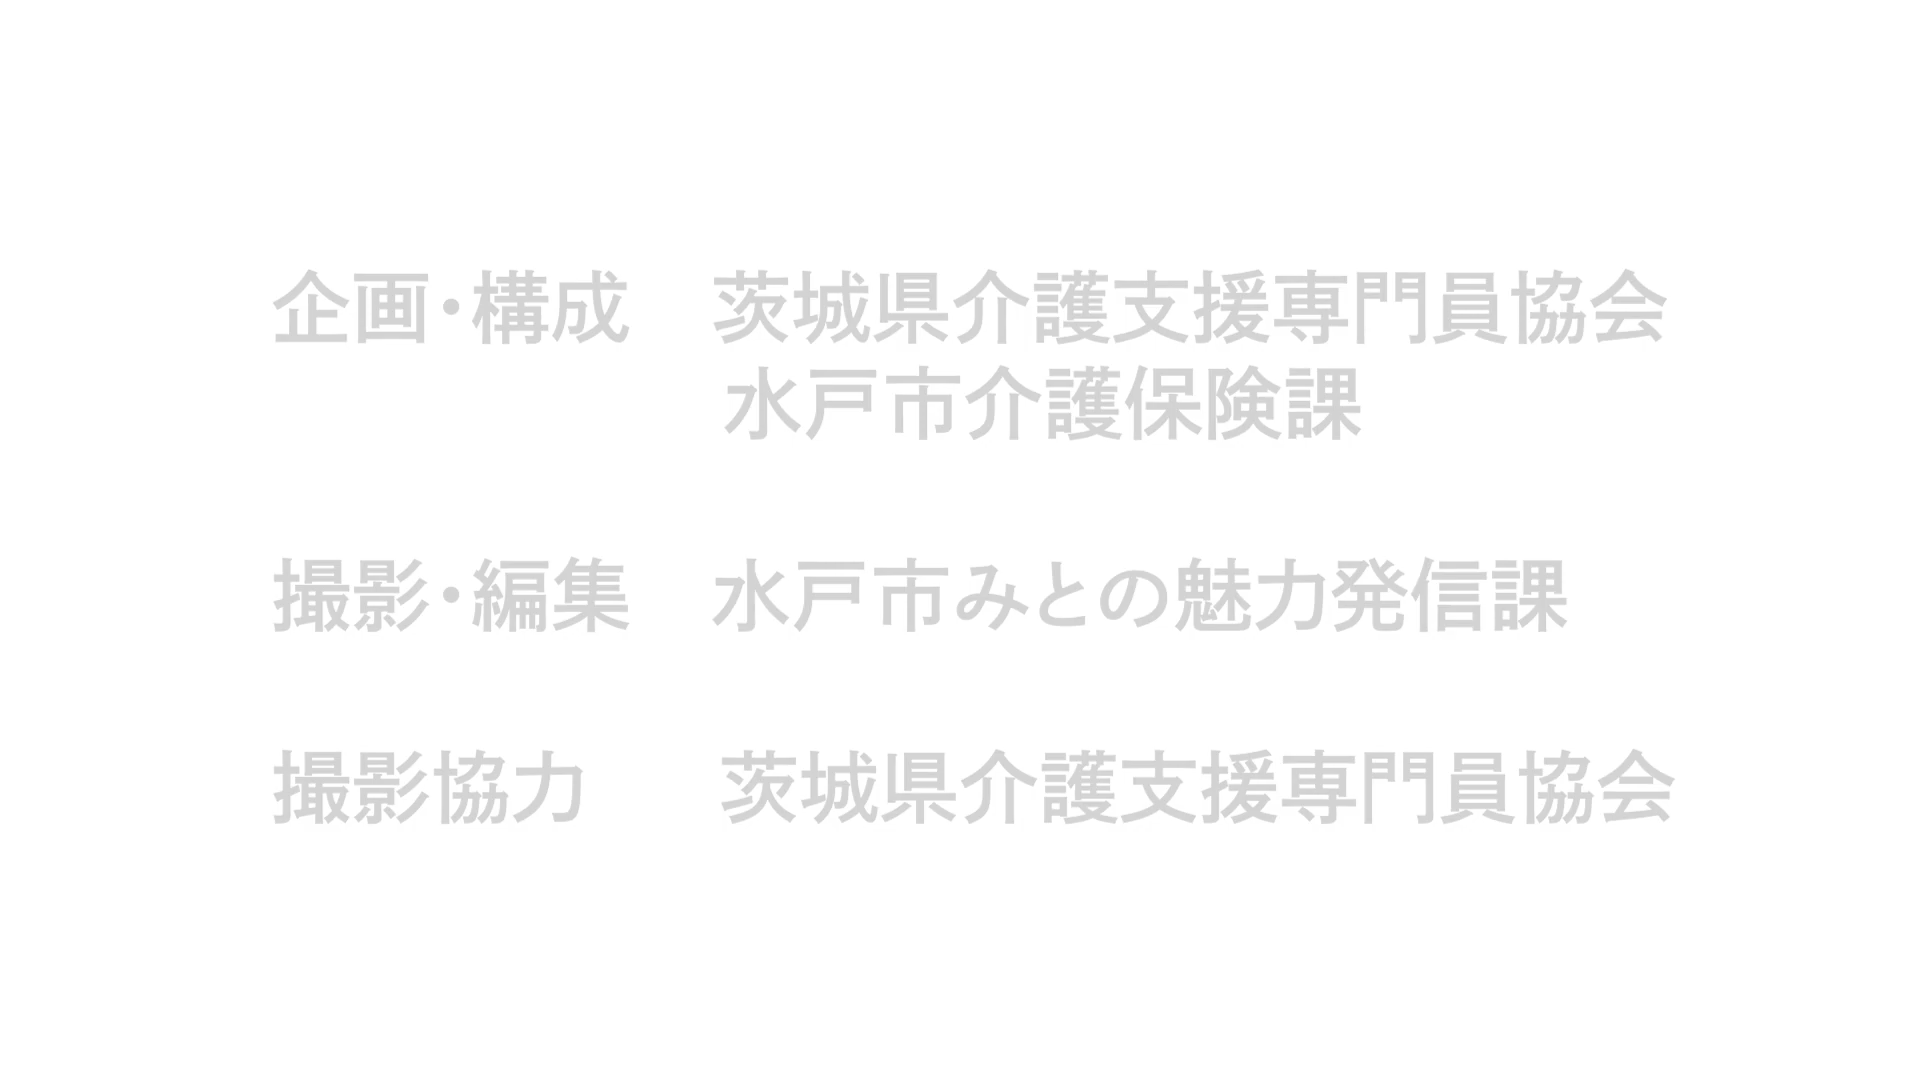 企画・構成　茨城県介護支援専門員協会
水戸市介護保険課
撮影・編集　水戸市みとの魅力発信課
撮影協力　茨城県介護支援専門員協会